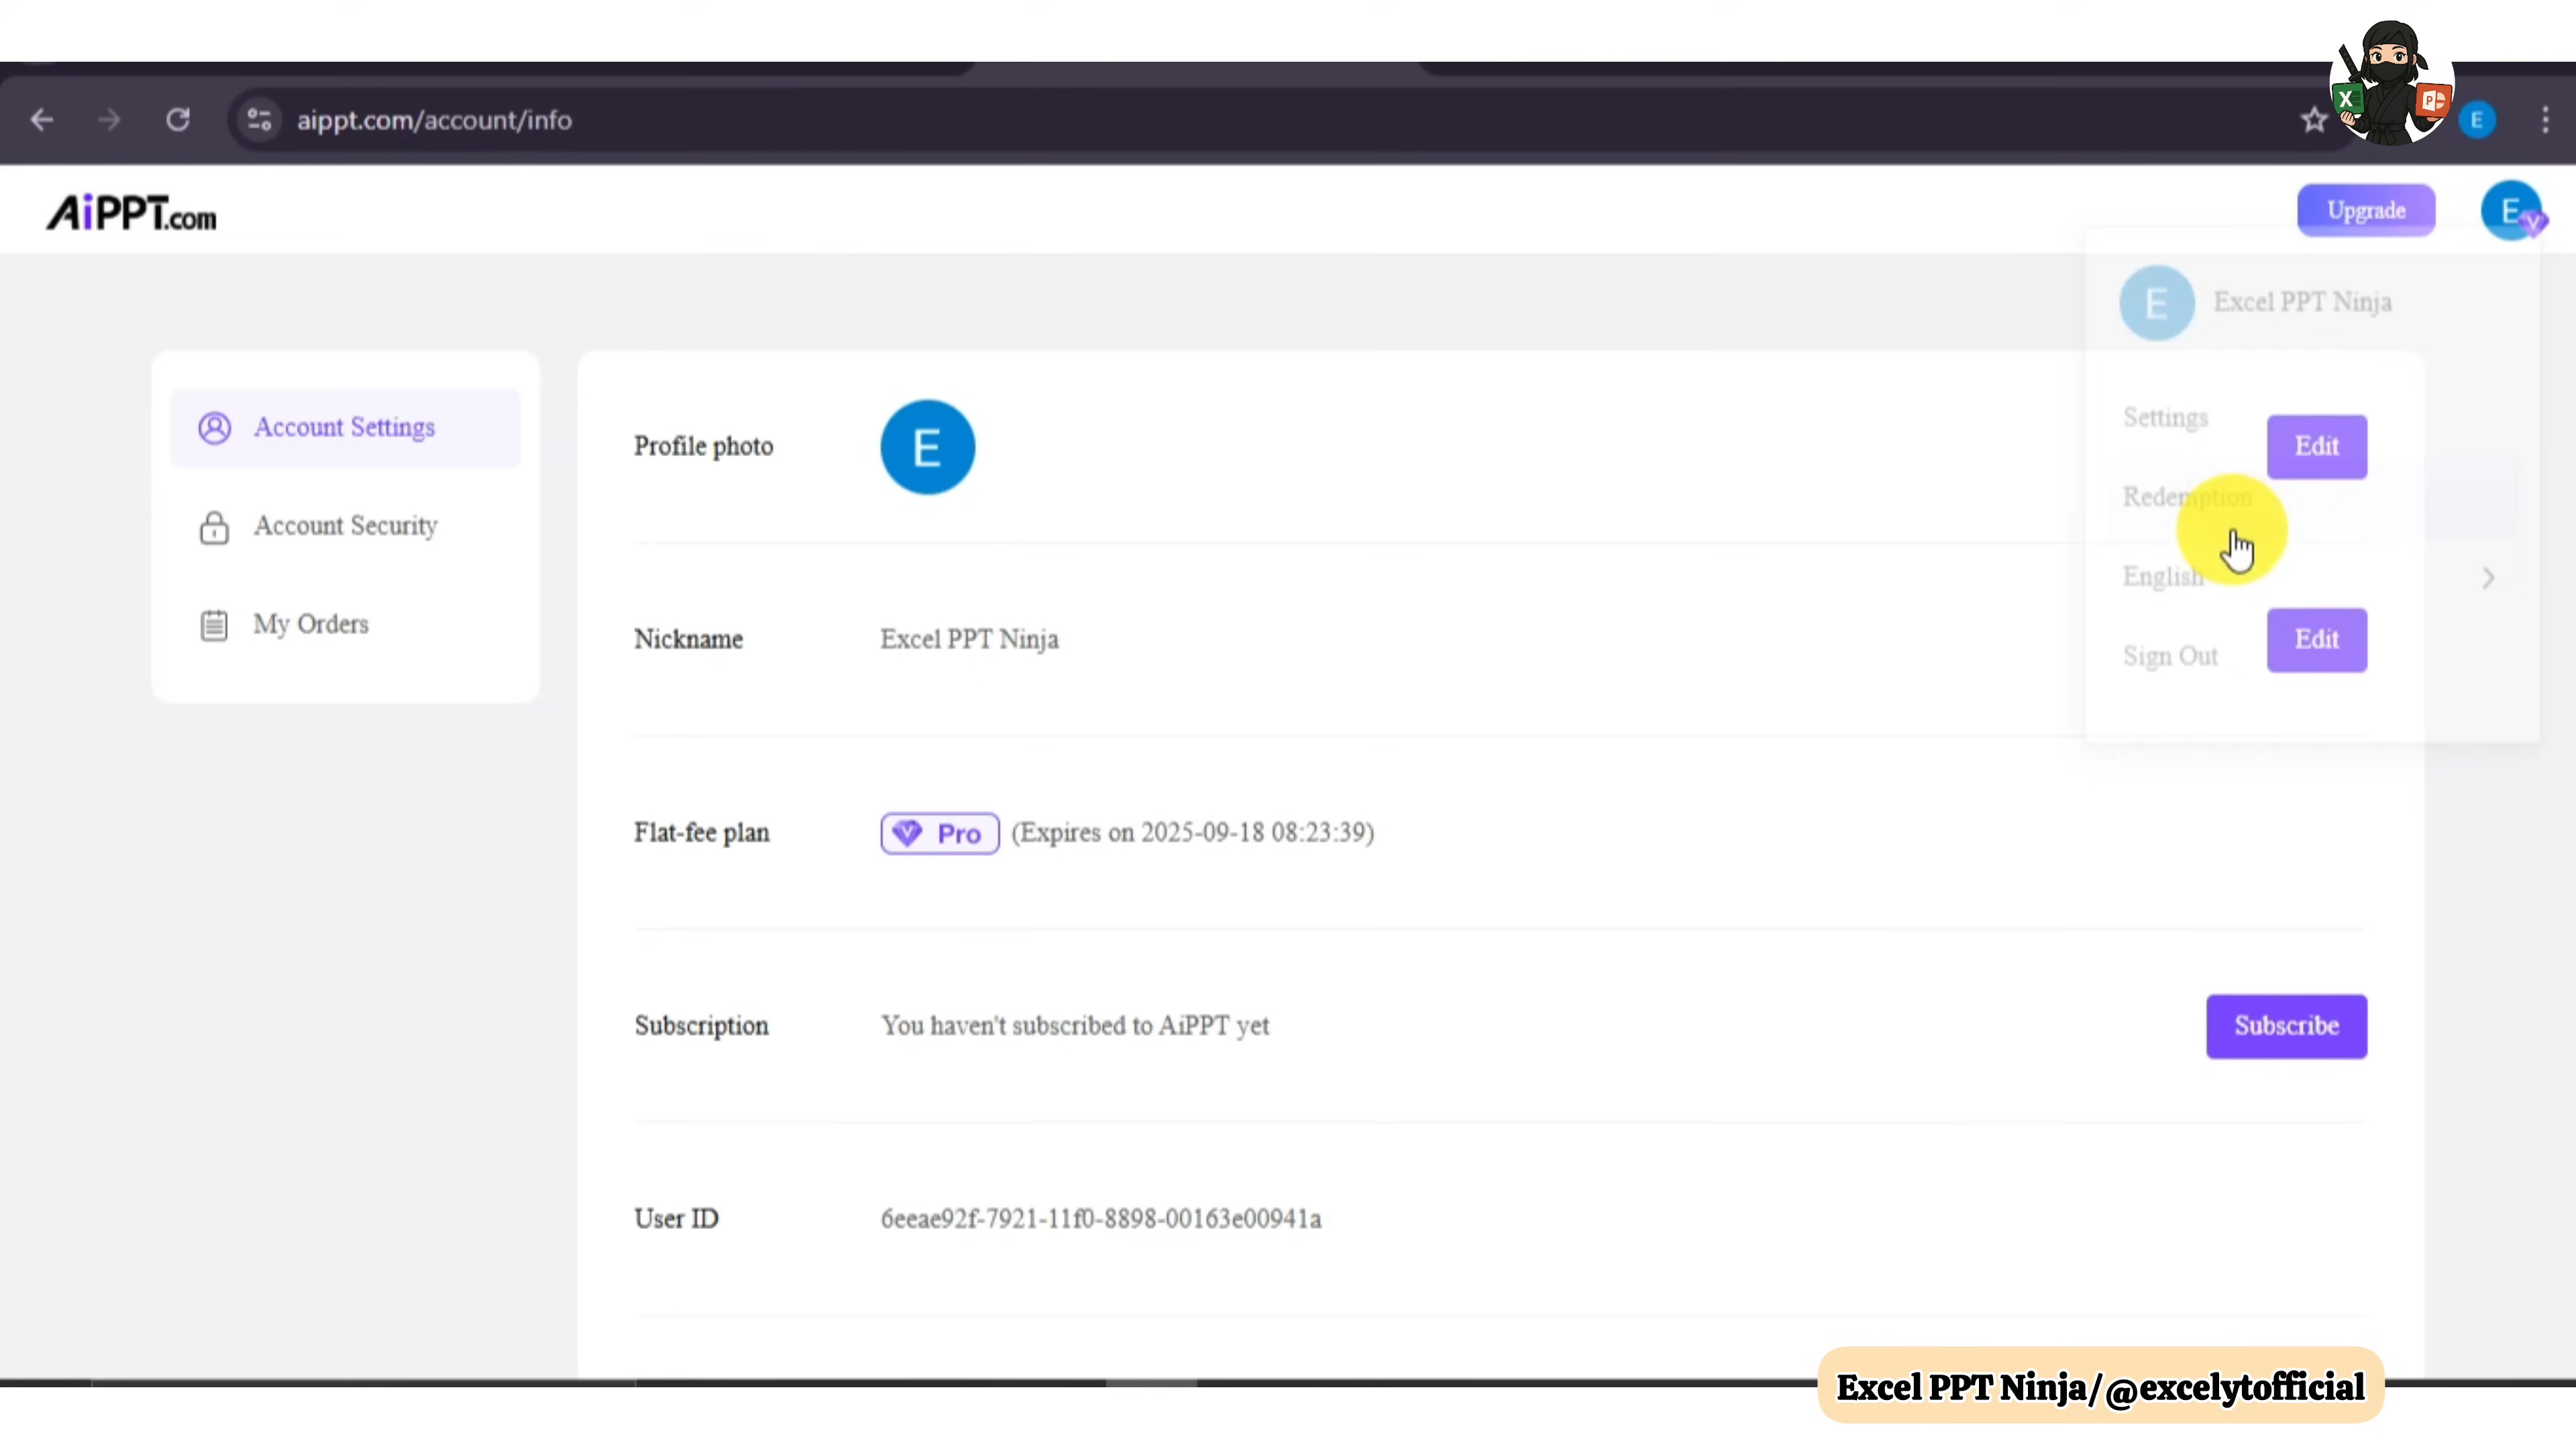 aippt.com/account/info
E
AiPPT.com
Upgrade
E
E Excel PPT Ninja
Account Settings
Account Security
My Orders
Profile photo E
Edit
Nickname Excel PPT Ninja
Edit
Flat-fee plan Pro (Expires on 2025-09-18 08:23:39)
Subscription You haven't subscribed to AiPPT yet
Subscribe
User ID 6eeae92f-7921-11f0-8898-00163e00941a
Settings
Redemption
English
Sign Out
Excel PPT Ninja/@excelytofficial